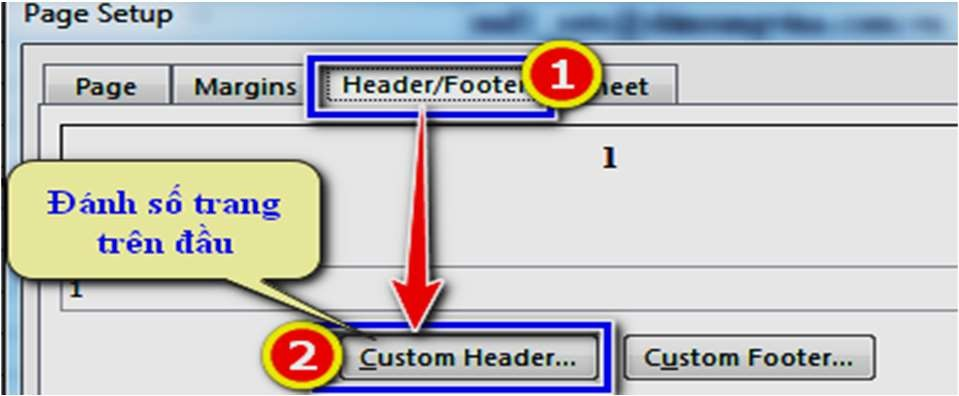 Page Setup
Page Margins Header/Footer heet
1
1
Đánh số trang
trên đầu
1
2 Custom Header... Custom Footer...